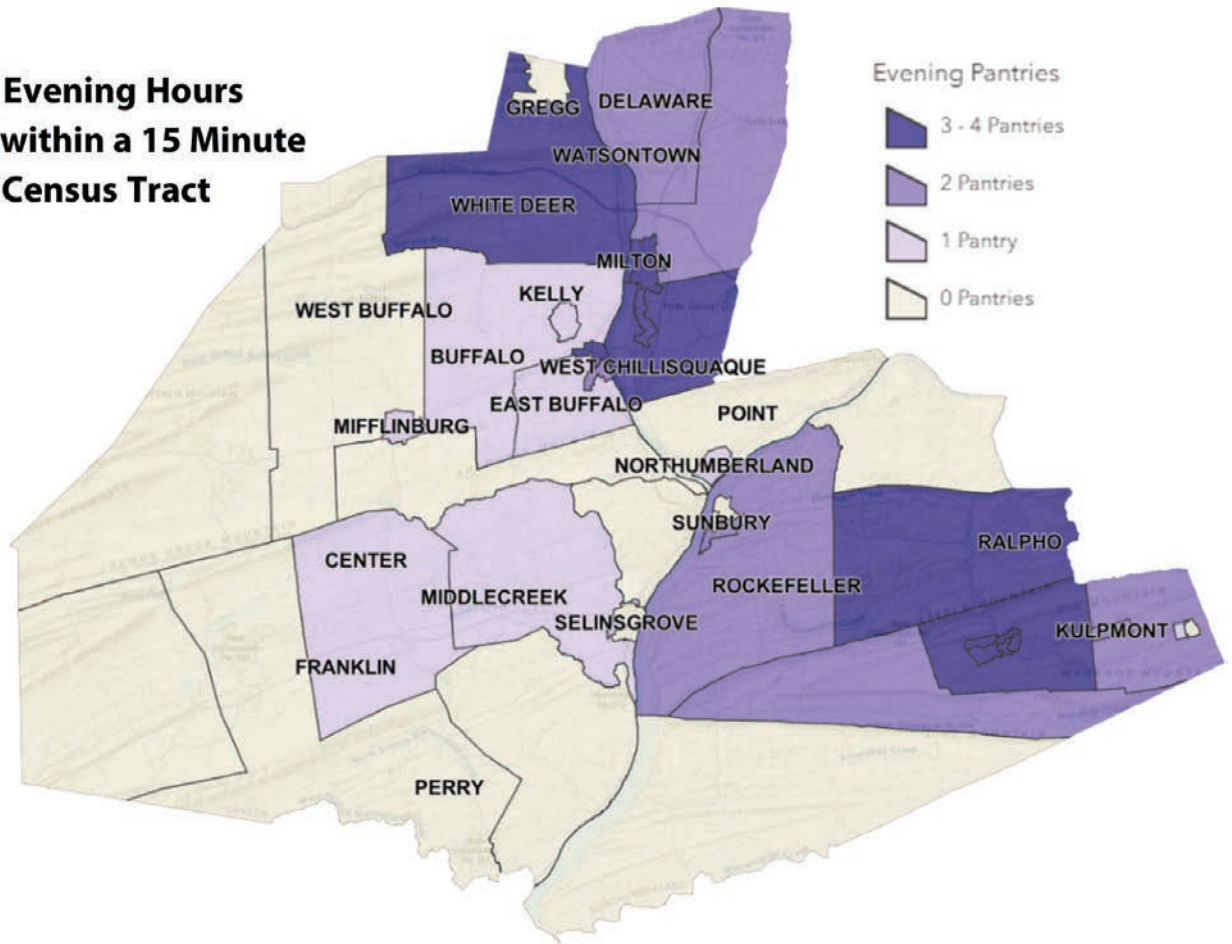 Evening Hours
within a 15 Minute
Census Tract
Evening Pantries
3 - 4 Pantries
2 Pantries
1 Pantry
0 Pantries
GREGG
DELAWARE
WATSONTOWN
WHITE DEER
MILTON
KELLY
WEST BUFFALO
BUFFALO
WEST CHILLISQUAQUE
EAST BUFFALO
POINT
MIFFLINBURG
NORTHUMBERLAND
SUNBURY
RALPHO
CENTER
ROCKEFELLER
MIDDLECREEK
SELINSGROVE
KULPMONT
FRANKLIN
PERRY